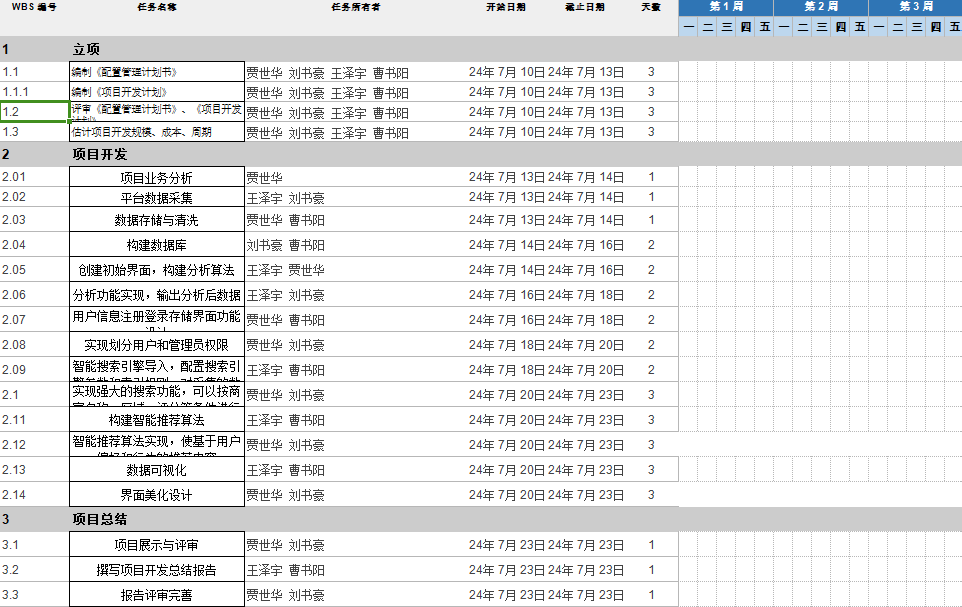 WBS 编号 任务名称 任务所有者 开始日期 截止日期 天数 第 1 周 第 2 周 第 3 周
一 二 三 四 五 一 二 三 四 五 一 二 三 四 五
1 立项
1.1 编制《配置管理计划书》 贾世华 刘书豪 王泽宇 曹书阳 24年 7月 10日 24年 7月 13日 3
1.1.1 编制《项目开发计划》 贾世华 刘书豪 王泽宇 曹书阳 24年 7月 10日 24年 7月 13日 3
1.2 评审《配置管理计划书》、《项目开发 贾世华 刘书豪 王泽宇 曹书阳 24年 7月 10日 24年 7月 13日 3
计划》
1.3 估计项目开发规模、成本、周期 贾世华 刘书豪 王泽宇 曹书阳 24年 7月 10日 24年 7月 13日 3
2 项目开发
2.01 项目业务分析 贾世华 24年 7月 13日 24年 7月 14日 1
2.02 平台数据采集 王泽宇 刘书豪 24年 7月 13日 24年 7月 14日 1
2.03 数据存储与清洗 贾世华 曹书阳 24年 7月 13日 24年 7月 14日 1
2.04 构建数据库 刘书豪 曹书阳 24年 7月 14日 24年 7月 16日 2
2.05 创建初始界面，构建分析算法 王泽宇 贾世华 24年 7月 14日 24年 7月 16日 2
2.06 分析功能实现，输出分析后数据 王泽宇 刘书豪 24年 7月 16日 24年 7月 18日 2
2.07 用户信息注册登录存储界面功能 贾世华 曹书阳 24年 7月 16日 24年 7月 18日 2
设计
2.08 实现划分用户和管理员权限 贾世华 刘书豪 24年 7月 18日 24年 7月 20日 2
2.09 智能搜索引擎导入，配置搜索引 王泽宇 曹书阳 24年 7月 18日 24年 7月 20日 2
2.1 实现强大的搜索功能，可以按商 贾世华 刘书豪 24年 7月 20日 24年 7月 23日 3
2.11 构建智能推荐算法 王泽宇 曹书阳 24年 7月 20日 24年 7月 23日 3
2.12 智能推荐算法实现，使基于用户 贾世华 刘书豪 24年 7月 20日 24年 7月 23日 3
2.13 数据可视化 王泽宇 曹书阳 24年 7月 20日 24年 7月 23日 3
2.14 界面美化设计 贾世华 刘书豪 24年 7月 20日 24年 7月 23日 3
3 项目总结
3.1 项目展示与评审 贾世华 刘书豪 24年 7月 23日 24年 7月 23日 1
3.2 撰写项目开发总结报告 王泽宇 曹书阳 24年 7月 23日 24年 7月 23日 1
3.3 报告评审完善 贾世华 刘书豪 24年 7月 23日 24年 7月 23日 1